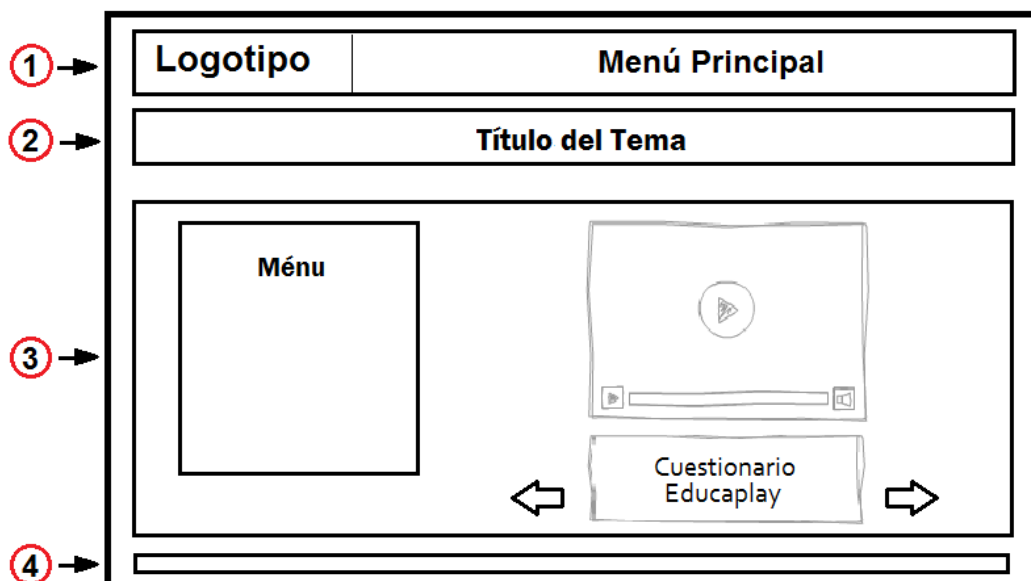 1
Logotipo
Menú Principal
2
Título del Tema
3
Ménu
Cuestionario
Educaplay
4